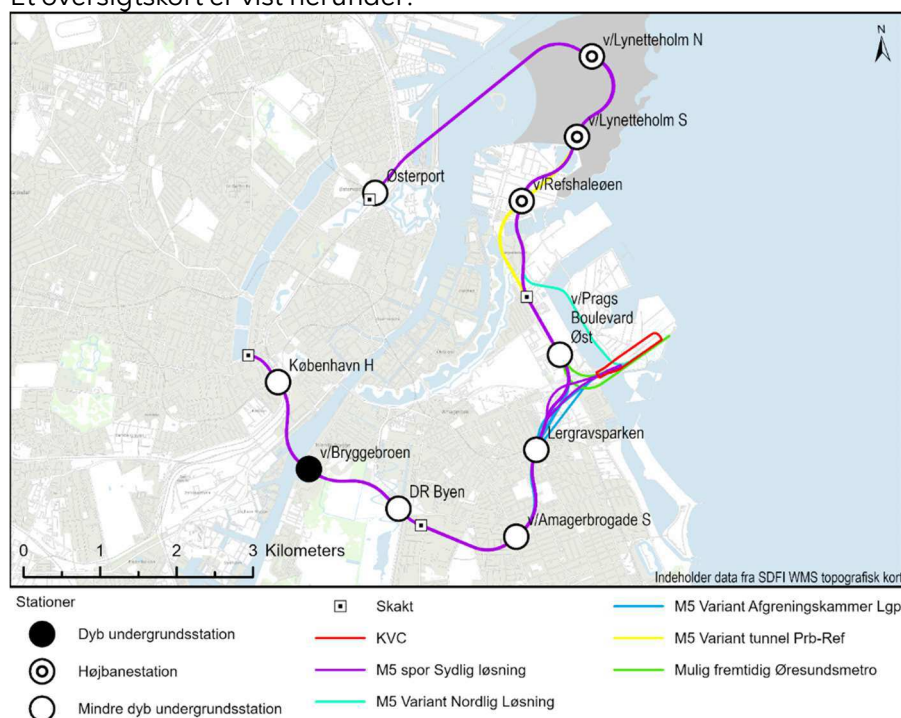 Et oversigtskort er vist herunder:
N
v/Lynetteholm N
v/Lynetteholm S
Østerport
v/Refshaleøen
v/Prags
Boulevard
Øst
København H
Lergravsparken
v/Bryggebroen
DR Byen
v/Amagerbrogade S
0 1 2 3 Kilometers
Indeholder data fra SDFI WMS topografisk kort
Stationer
Dyb undergrundsstation
Højbanestation
Mindre dyb undergrundsstation
Skakt
KVC
M5 spor Sydlig løsning
M5 Variant Nordlig Løsning
M5 Variant Afgreningskammer Lgp
M5 Variant tunnel Prb-Ref
Mulig fremtidig Øresundsmetro